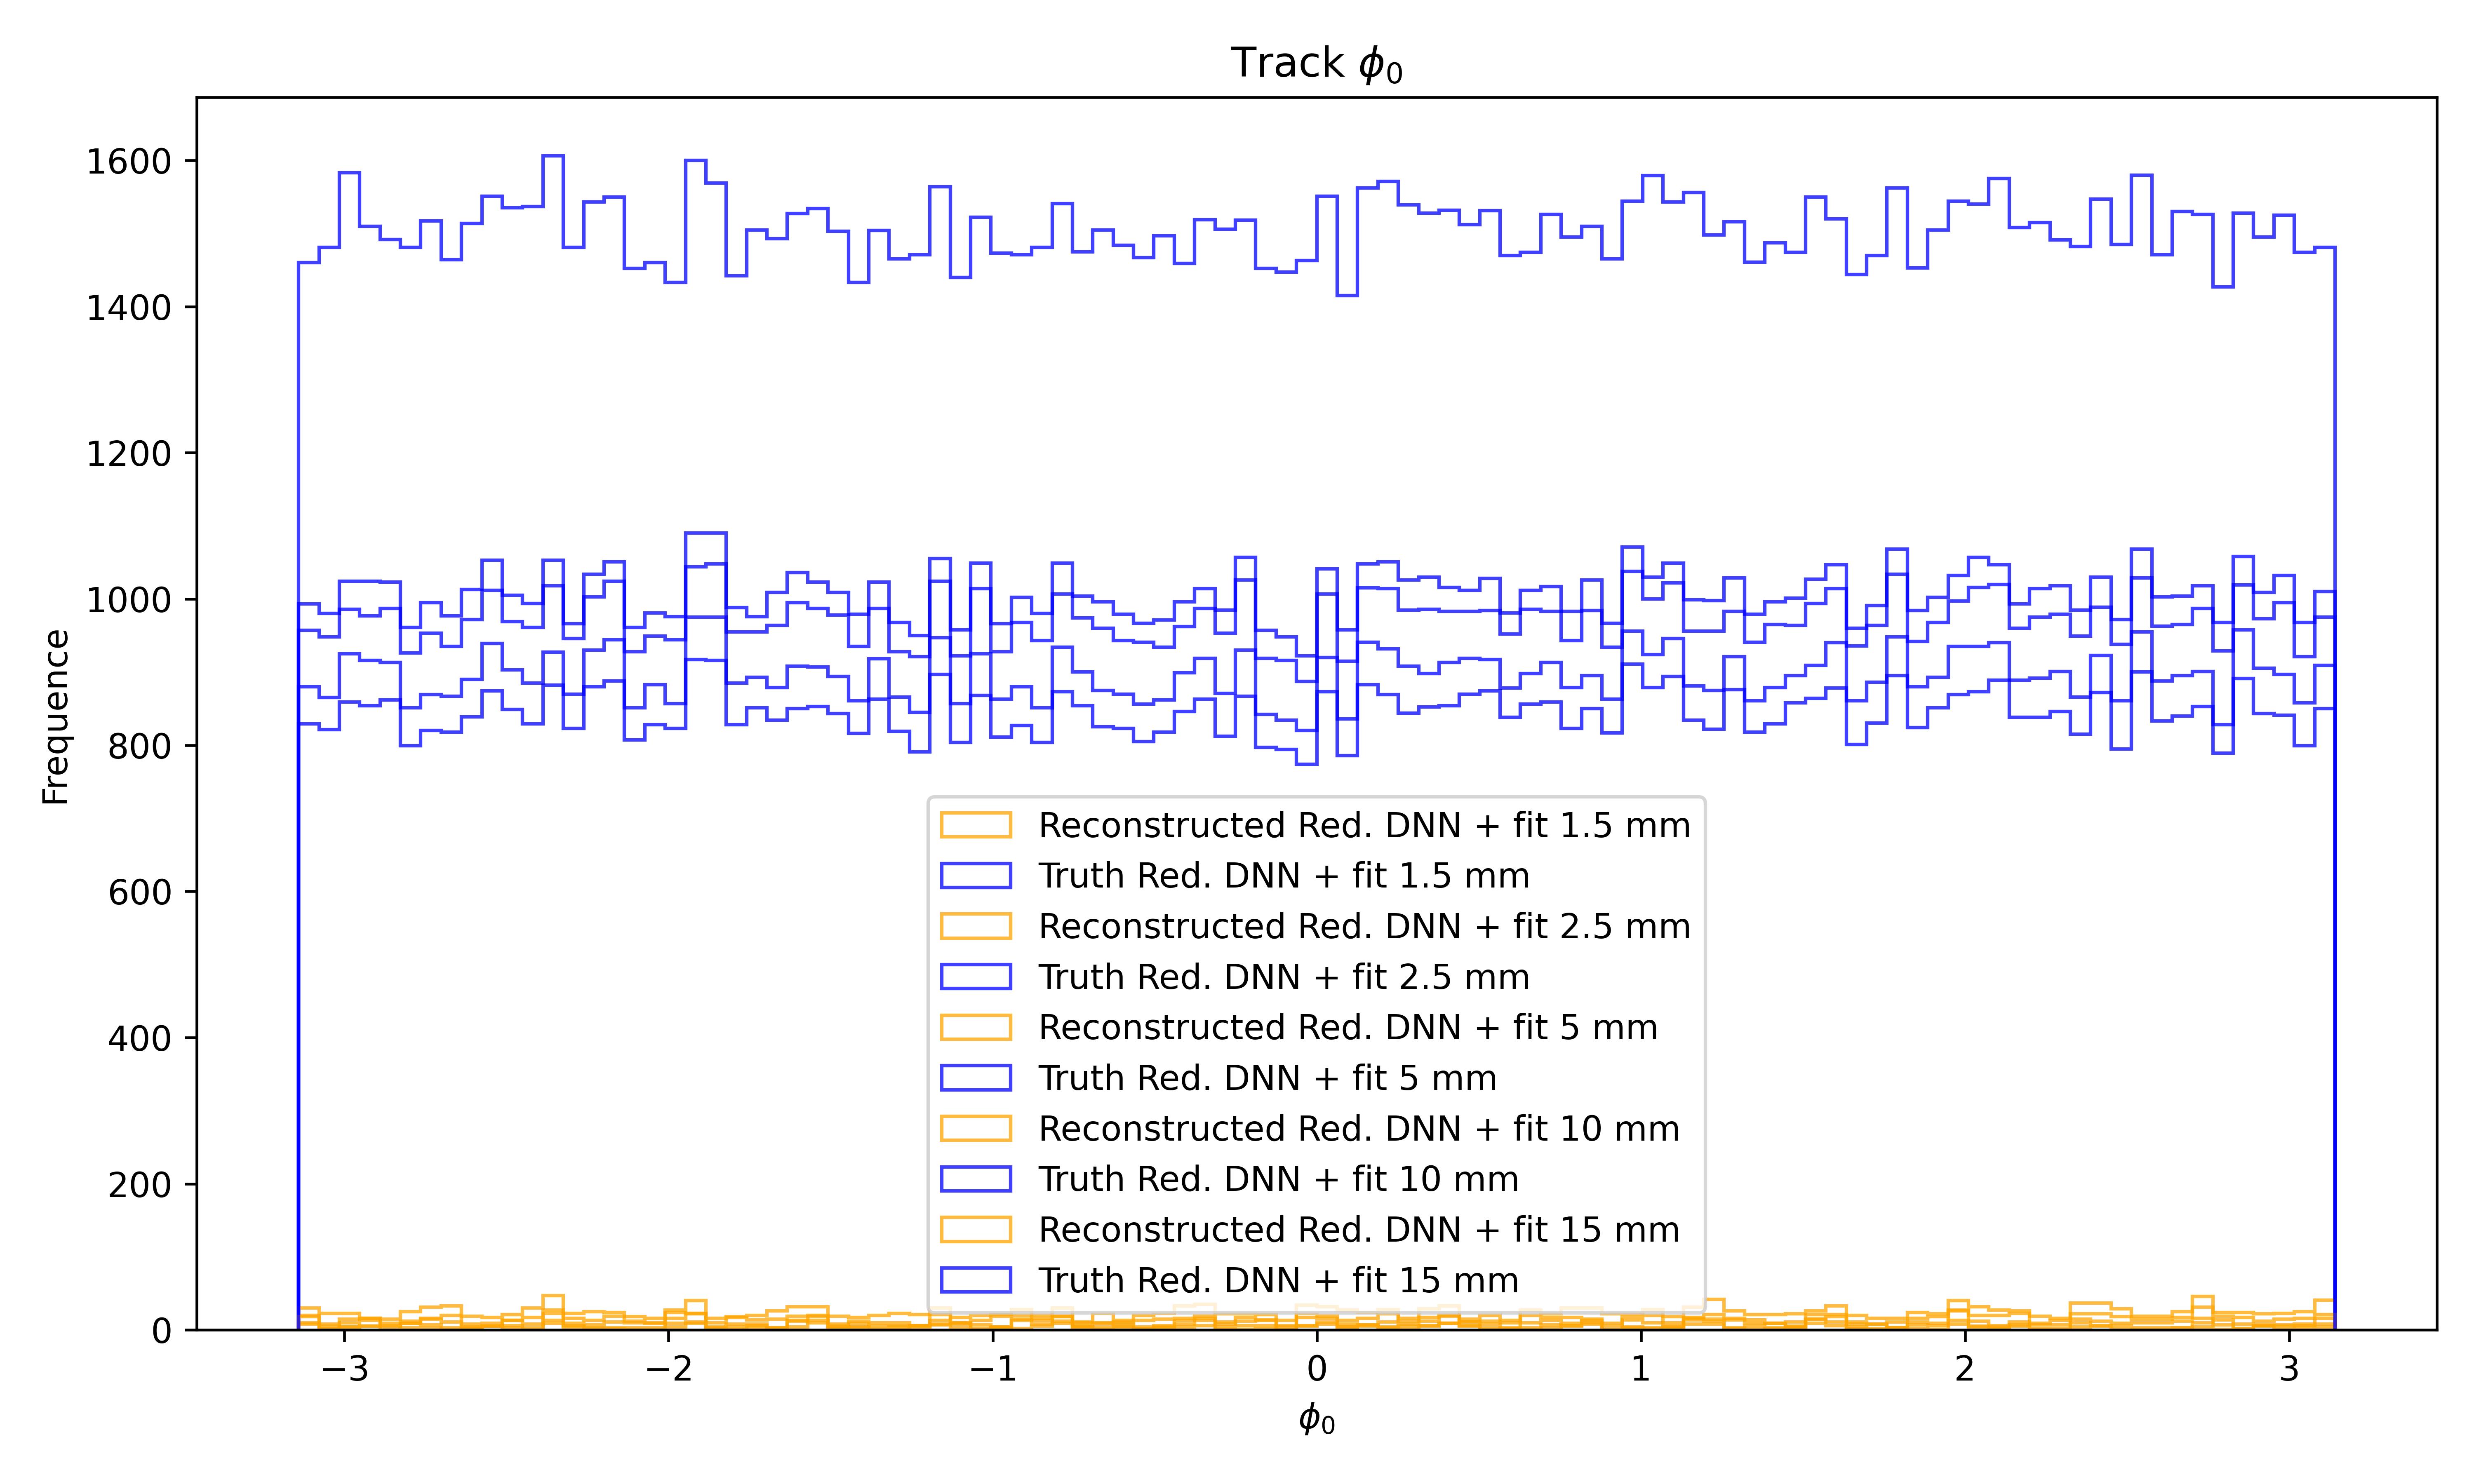 Track ϕ₀
Frequence
1600
1400
1200
1000
800
600
400
200
0
Reconstructed Red. DNN + fit 1.5 mm
Truth Red. DNN + fit 1.5 mm
Reconstructed Red. DNN + fit 2.5 mm
Truth Red. DNN + fit 2.5 mm
Reconstructed Red. DNN + fit 5 mm
Truth Red. DNN + fit 5 mm
Reconstructed Red. DNN + fit 10 mm
Truth Red. DNN + fit 10 mm
Reconstructed Red. DNN + fit 15 mm
Truth Red. DNN + fit 15 mm
−3 −2 −1 0 1 2 3
ϕ₀